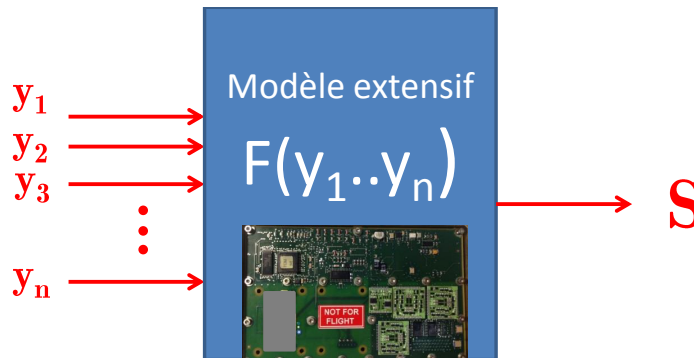 Modèle extensif
F(y₁..yₙ)
y₁
y₂
y₃
yₙ
S
NOT FOR
FLIGHT